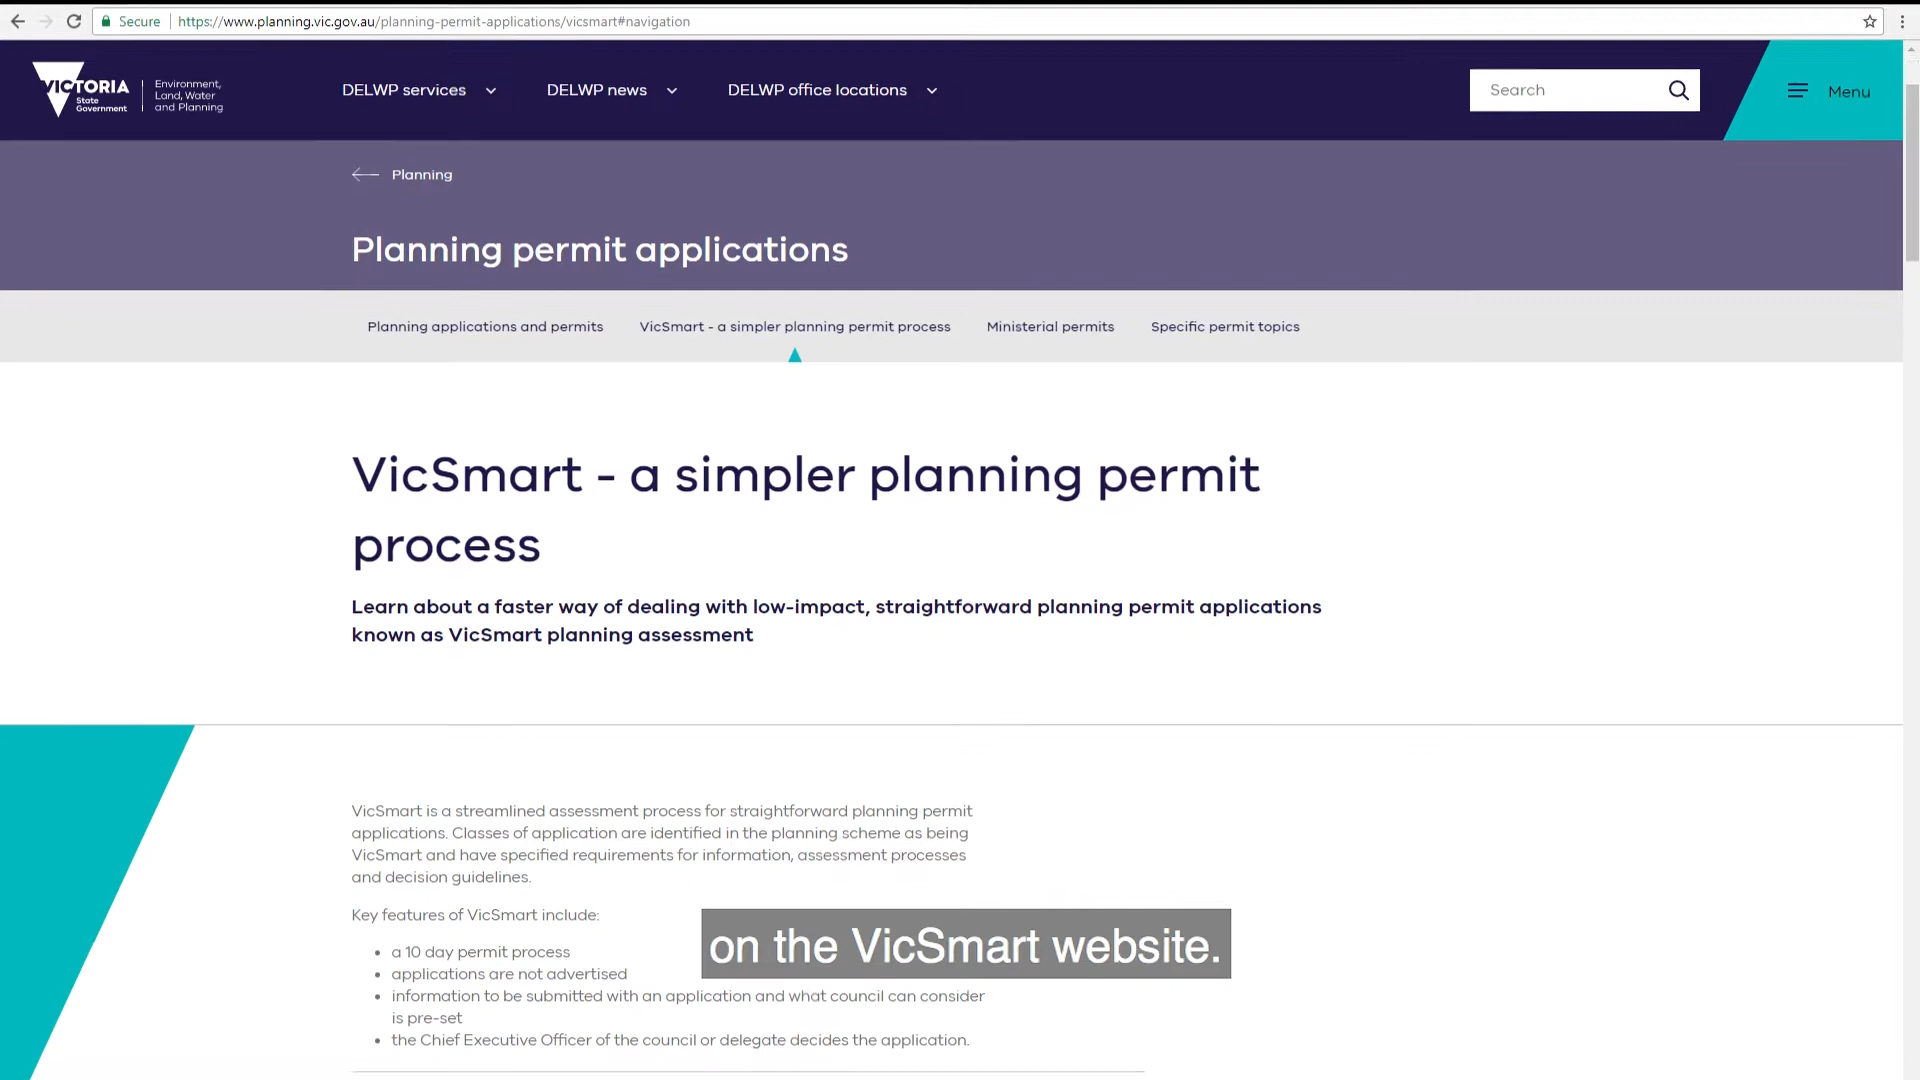 Secure https://www.planning.vic.gov.au/planning-permit-applications/vicsmart#navigation
VICTORIA
State
Government
Environment,
Land, Water
and Planning
DELWP services
DELWP news
DELWP office locations
Search
Menu
Planning
Planning permit applications
Planning applications and permits
VicSmart - a simpler planning permit process
Ministerial permits
Specific permit topics
VicSmart - a simpler planning permit
process
Learn about a faster way of dealing with low-impact, straightforward planning permit applications
known as VicSmart planning assessment
VicSmart is a streamlined assessment process for straightforward planning permit
applications. Classes of application are identified in the planning scheme as being
VicSmart and have specified requirements for information, assessment processes
and decision guidelines.
Key features of VicSmart include:
• a 10 day permit process
• applications are not advertised
• information to be submitted with an application and what council can consider
is pre-set
• the Chief Executive Officer of the council or delegate decides the application.
on the VicSmart website.